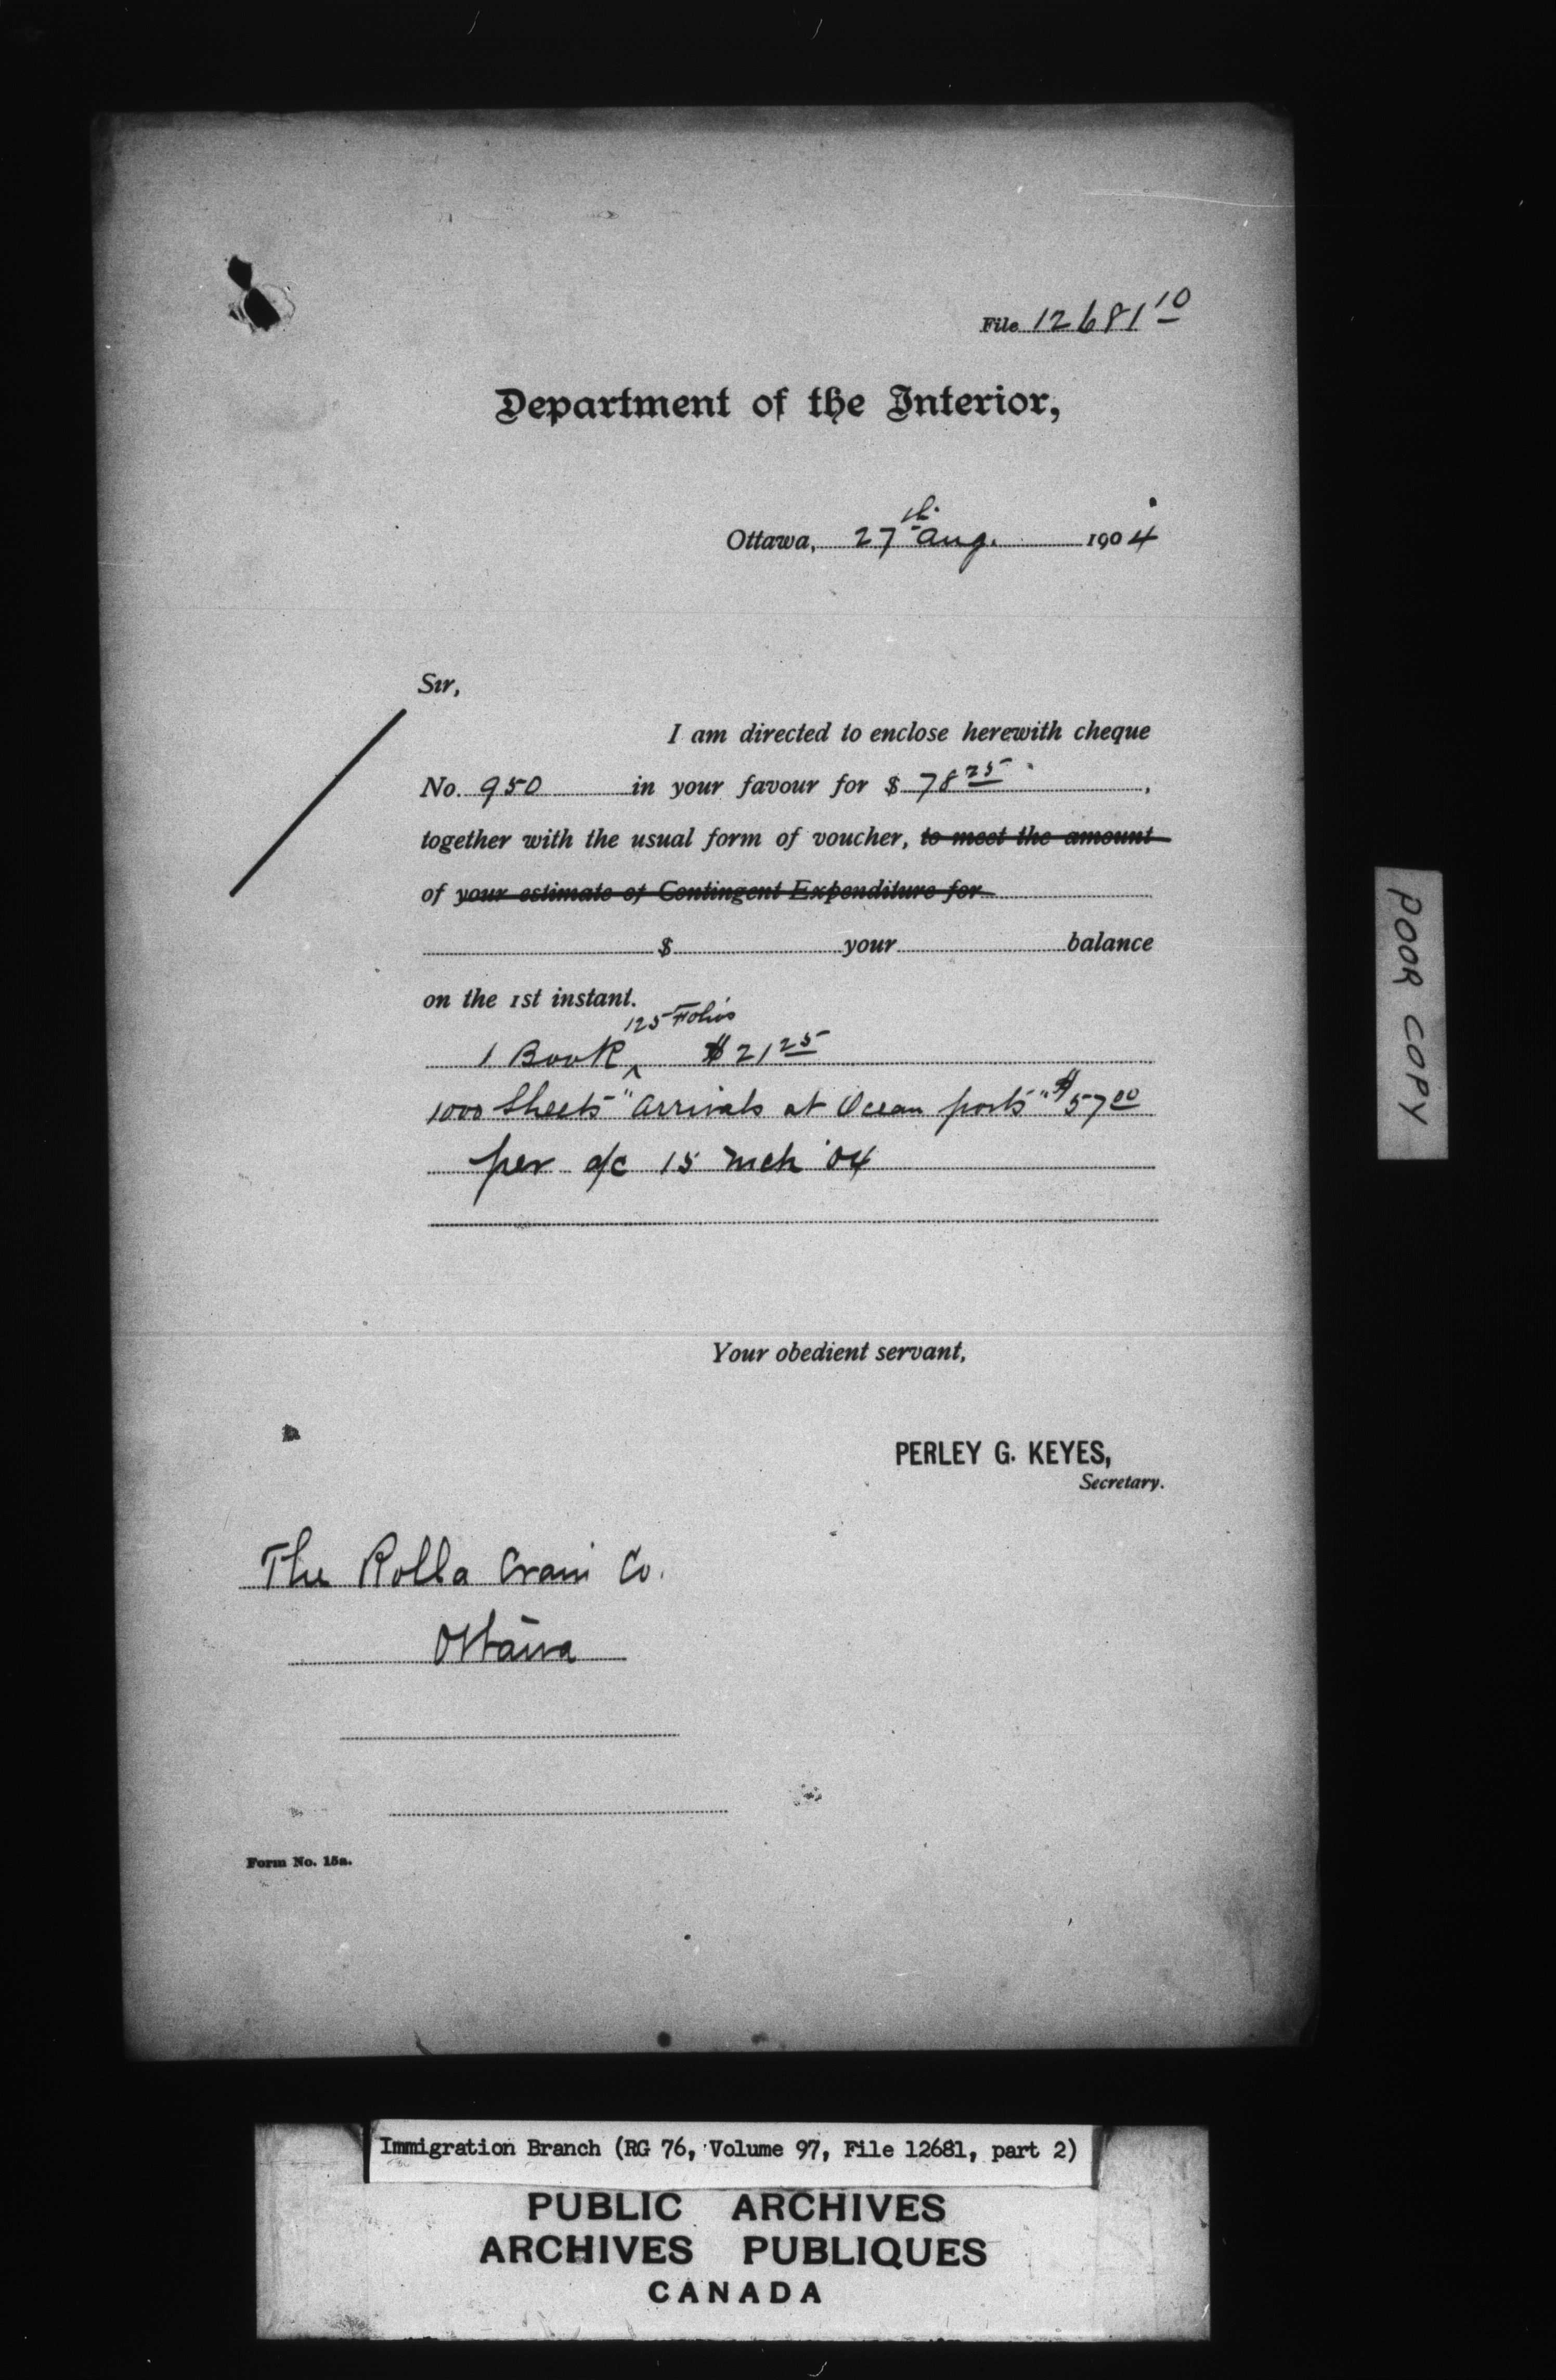 File 12681 10
Department of the Interior,
Ottawa, 27th Aug. 1904
Sir,
I am directed to enclose herewith cheque
No. 950 in your favour for $ 78 25,
together with the usual form of voucher, to meet the amount
of your estimate of Contingent Expenditure for
$ your balance
on the 1st instant.
125 Folios
1 Book ^ $21 25
1000 Sheets "Arrivals at Ocean ports" $57 00
per a/c 15 Mch '04
Your obedient servant,
PERLEY G. KEYES,
Secretary.
The Rolla Crain Co.
Ottawa
Form No. 15a.
POOR COPY
Immigration Branch (RG 76, Volume 97, File 12681, part 2)
PUBLIC ARCHIVES
ARCHIVES PUBLIQUES
CANADA